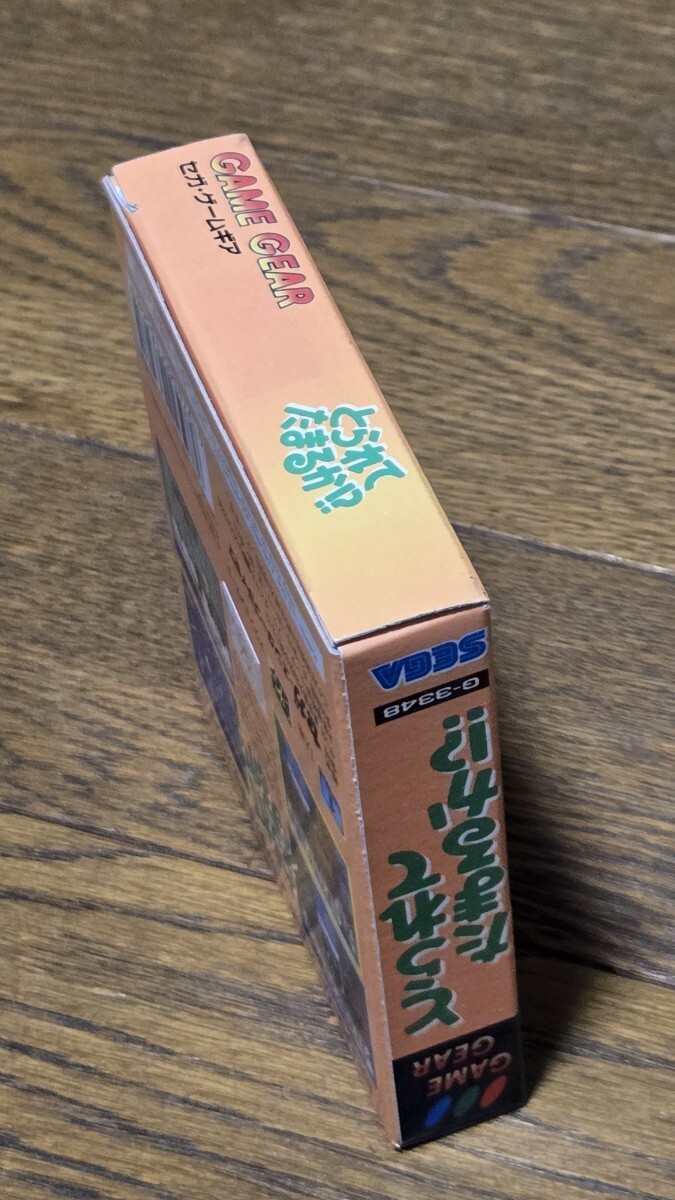 GAME GEAR
セガ・ゲームギア
とられて
たまるか!?
SEGA
G-3348
とられて
たまるか!?
GAME
GEAR